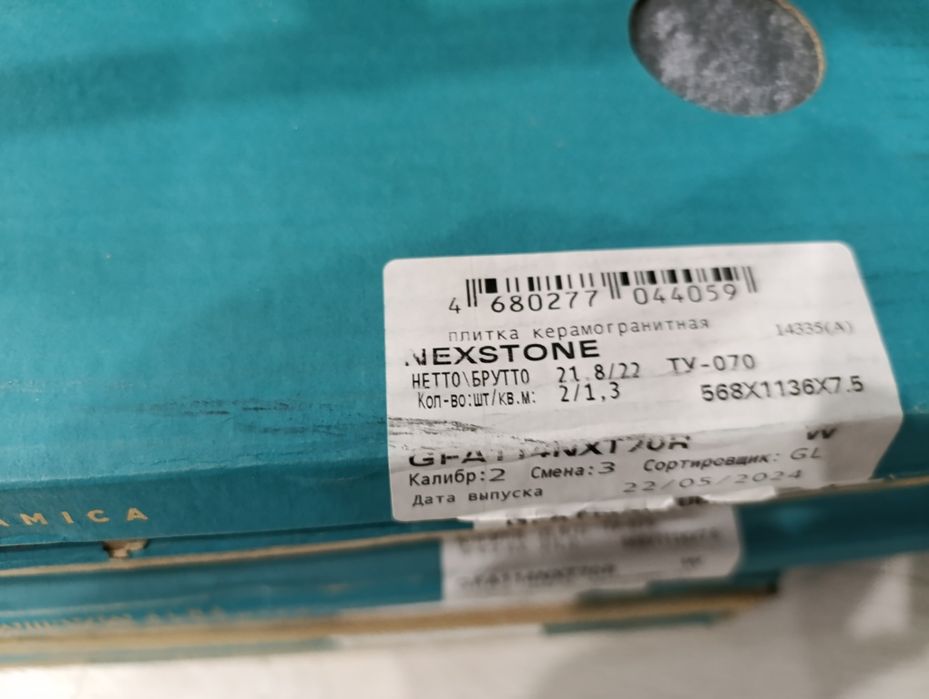 4 680277 044059
плитка керамогранитная 14335(A)
NEXSTONE
НЕТТО\БРУТТО 21.8/22 ТУ-070
Кол-во:шт/кв.м: 2/1,3 568X1136X7.5
Калибр:2 Смена:3 Сортировщик: GL
Дата выпуска 22/05/2024
AMICA